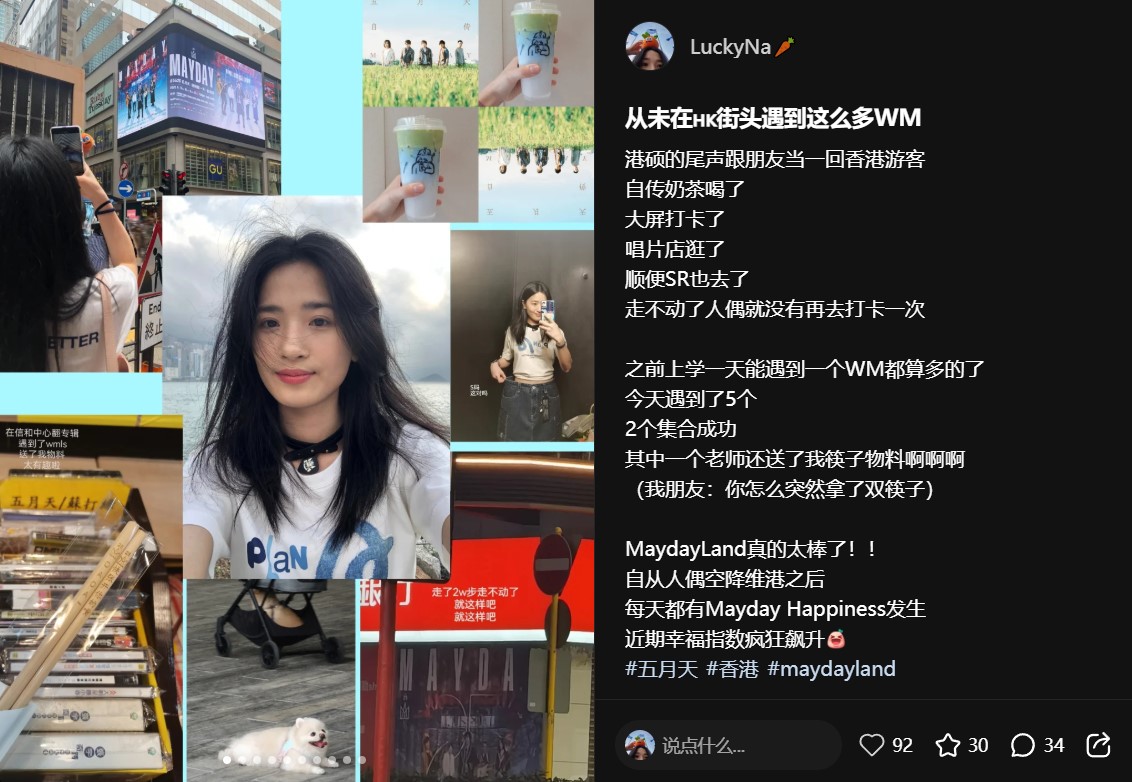 MAYDAY
GU
End
終止
ETTER
S码
这对吗
在信和中心翻专辑
遇到了wmls
送了我物料
太有趣啦
五月天/蘇打
PLAN
走了2w步走不动了
就这样吧
就这样吧
MAYDAY
LuckyNa🥕
从未在HK街头遇到这么多WM
港硕的尾声跟朋友当一回香港游客
自传奶茶喝了
大屏打卡了
唱片店逛了
顺便SR也去了
走不动了人偶就没有再去打卡一次
之前上学一天能遇到一个WM都算多的了
今天遇到了5个
2个集合成功
其中一个老师还送了我筷子物料啊啊啊
（我朋友：你怎么突然拿了双筷子）
MaydayLand真的太棒了！！
自从人偶空降维港之后
每天都有Mayday Happiness发生
近期幸福指数疯狂飙升
#五月天 #香港 #maydayland
说点什么...
92
30
34